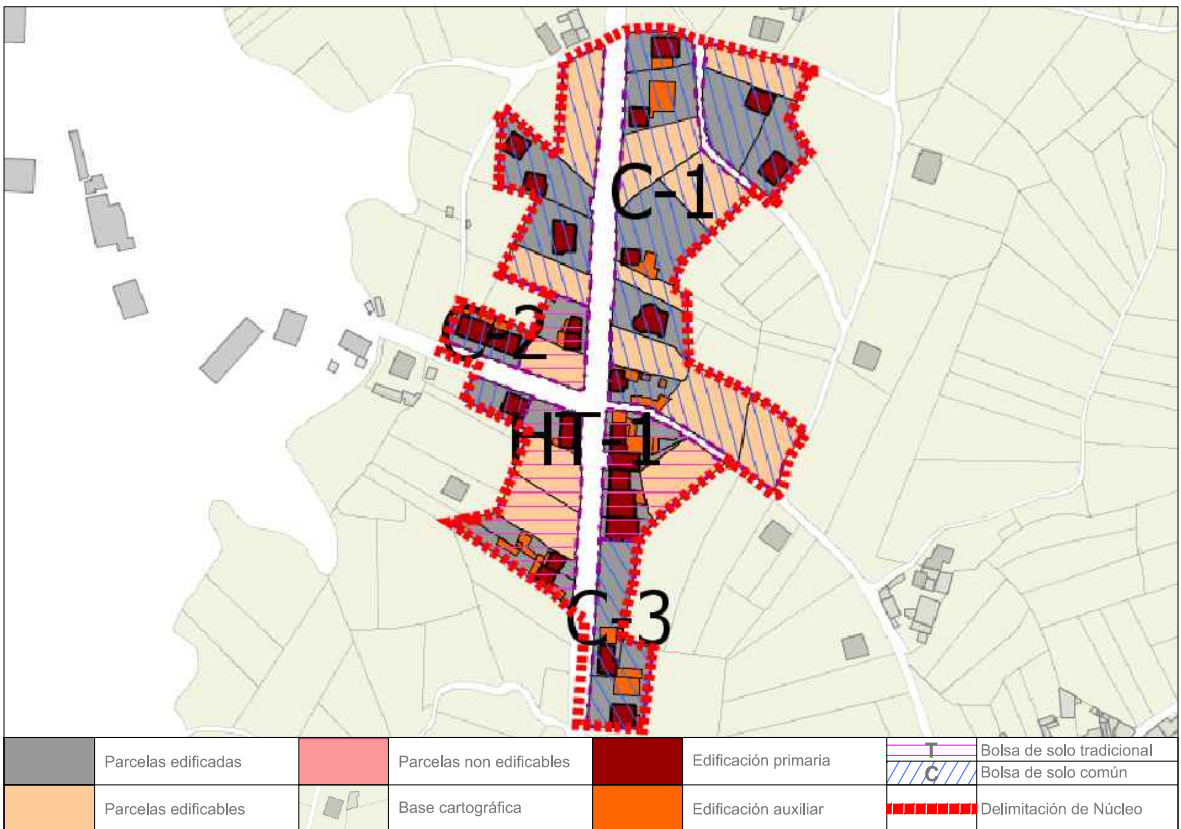 C-1
C-2
HT-1
C-3
Parcelas edificadas
Parcelas non edificables
Edificación primaria
T
Bolsa de solo tradicional
C
Bolsa de solo común
Parcelas edificables
Base cartográfica
Edificación auxiliar
Delimitación de Núcleo